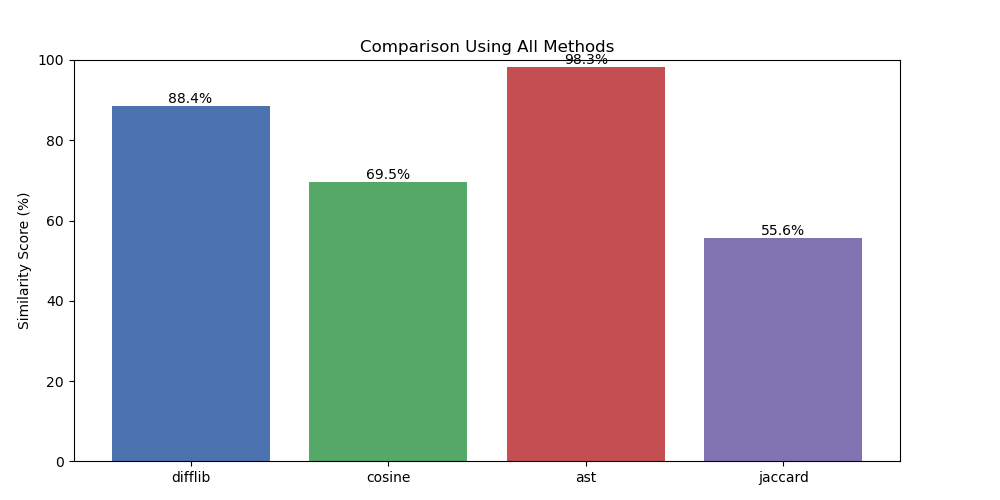 Comparison Using All Methods
Similarity Score (%)
100
80
60
40
20
0
88.4%
69.5%
98.3%
55.6%
difflib
cosine
ast
jaccard